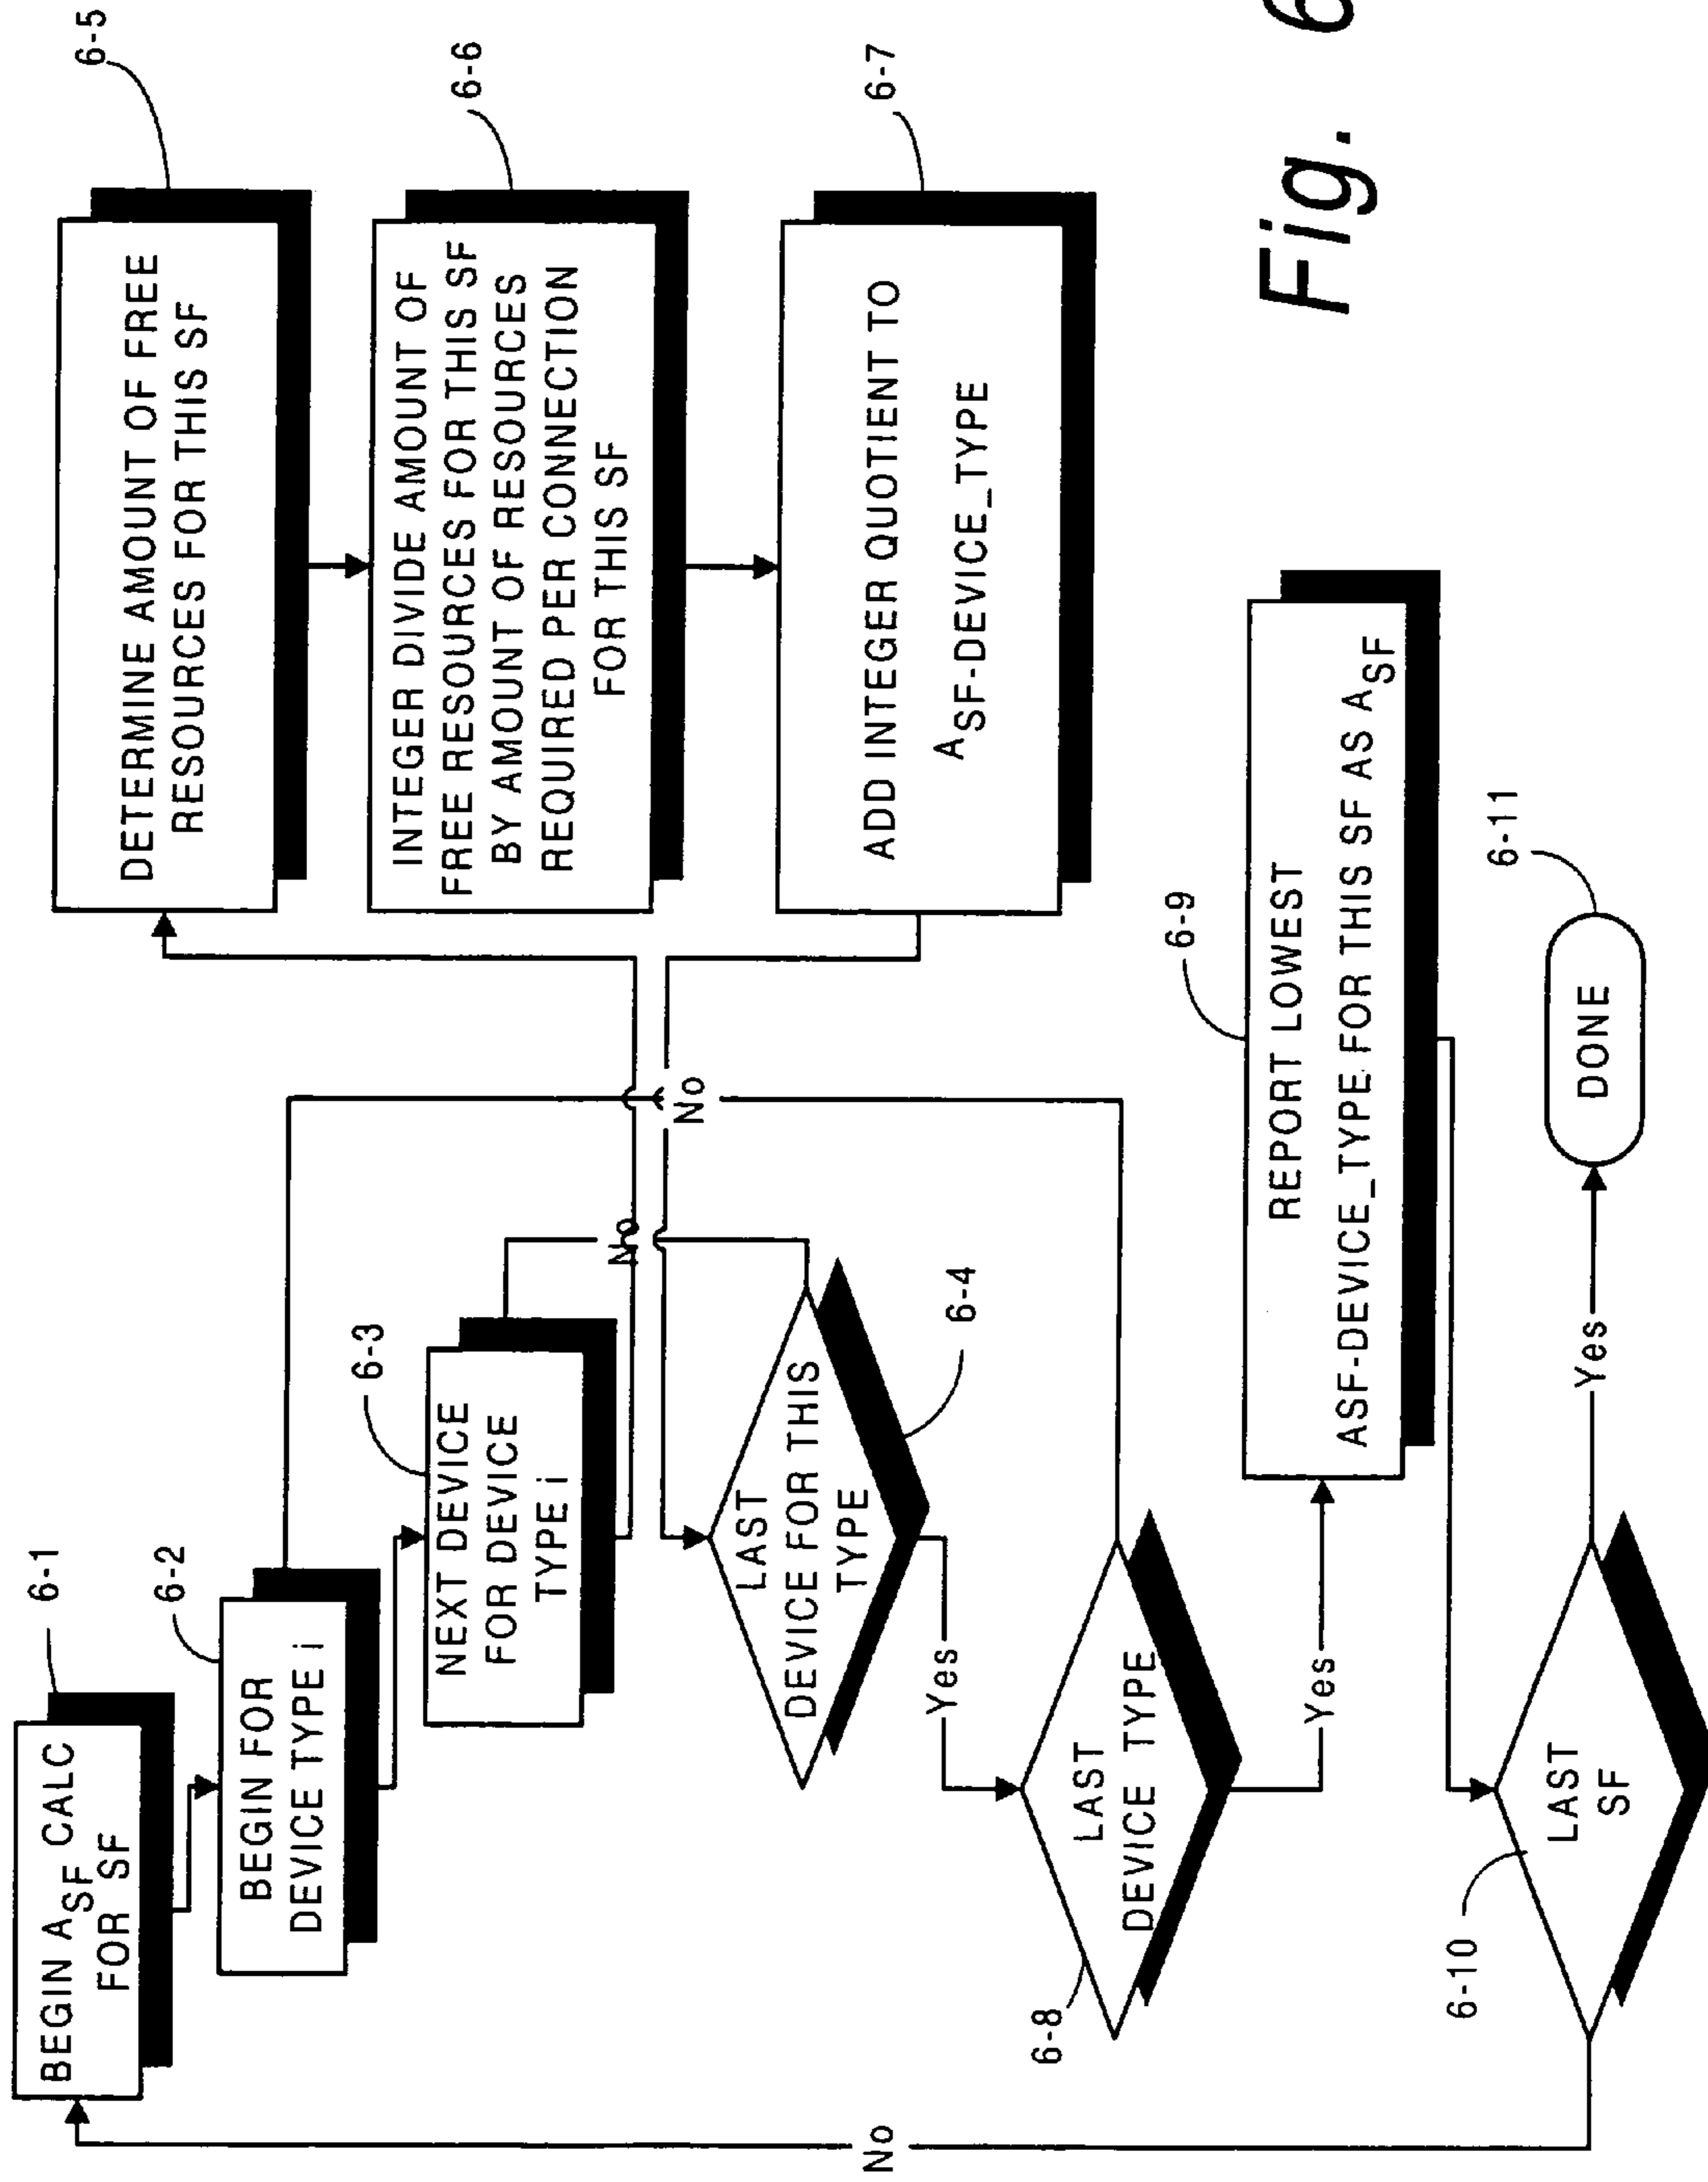 6-1
BEGIN ASF CALC
FOR SF
6-2
BEGIN FOR
DEVICE TYPE i
6-3
NEXT DEVICE
FOR DEVICE
TYPE i
No
LAST
DEVICE FOR THIS
TYPE
6-4
Yes
No
6-5
DETERMINE AMOUNT OF FREE
RESOURCES FOR THIS SF
6-6
INTEGER DIVIDE AMOUNT OF
FREE RESOURCES FOR THIS SF
BY AMOUNT OF RESOURCES
REQUIRED PER CONNECTION
FOR THIS SF
6-7
ADD INTEGER QUOTIENT TO
ASF-DEVICE_TYPE
6-8
LAST
DEVICE TYPE
Yes
6-9
REPORT LOWEST
ASF-DEVICE_TYPE FOR THIS SF AS ASF
6-10
LAST
SF
No
Yes
6-11
DONE
Fig. 6